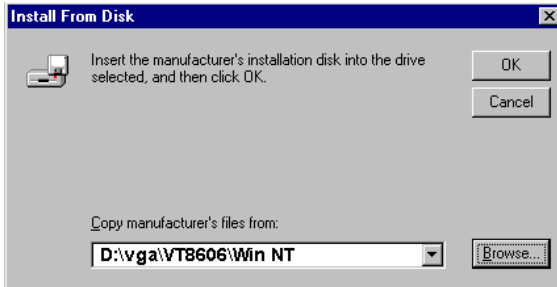 Install From Disk
Insert the manufacturer's installation disk into the drive
selected, and then click OK.
OK
Cancel
Copy manufacturer's files from:
D:\vga\VT8606\Win NT
Browse...